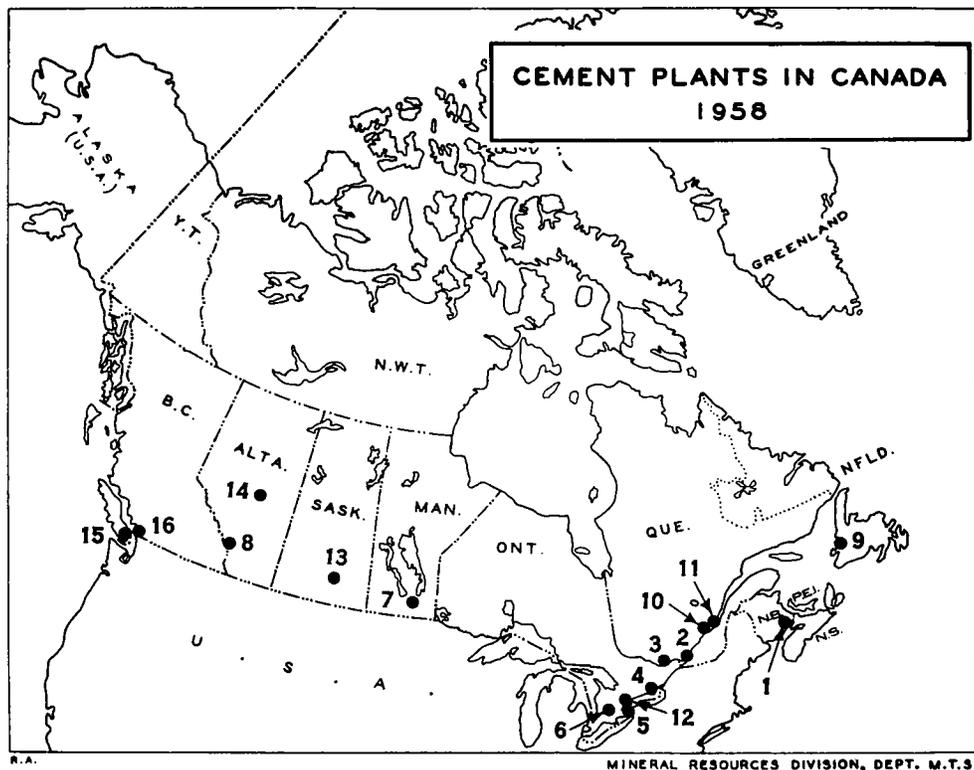 CEMENT PLANTS IN CANADA
1958
ALASKA
(U.S.A.)
Y.T.
GREENLAND
N.W.T.
B.C.
ALTA.
14
SASK.
MAN.
NFLD.
QUE.
ONT.
15
16
8
13
7
9
11
10
P.E.I.
N.B.
N.S.
3
2
1
4
12
6
5
U.S.A.
R.A.
MINERAL RESOURCES DIVISION, DEPT. M.T.S